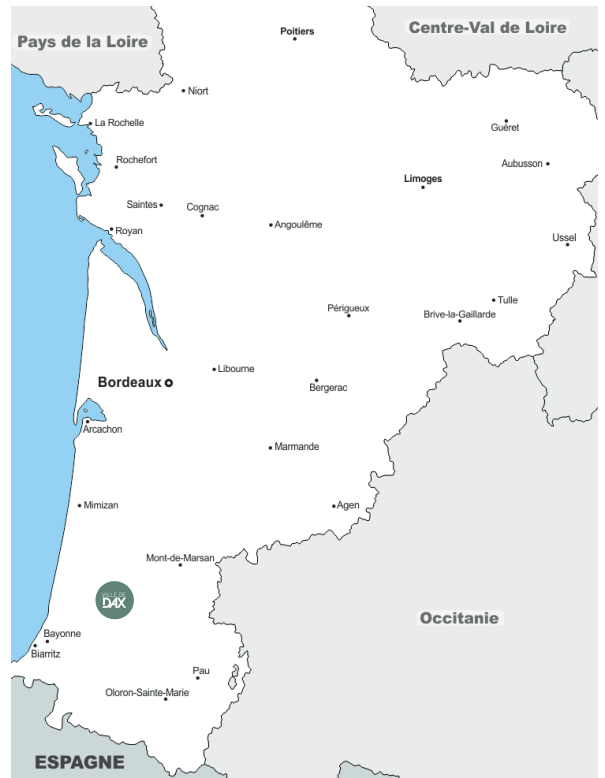 Poitiers
Centre-Val de Loire
Pays de la Loire
Niort
La Rochelle
Guéret
Rochefort
Aubusson
Limoges
Saintes
Cognac
Angoulême
Royan
Ussel
Tulle
Périgueux
Brive-la-Gaillarde
Libourne
Bordeaux
Bergerac
Arcachon
Marmande
Mimizan
Agen
Mont-de-Marsan
VILLE DE
DAX
Occitanie
Bayonne
Biarritz
Pau
Oloron-Sainte-Marie
ESPAGNE